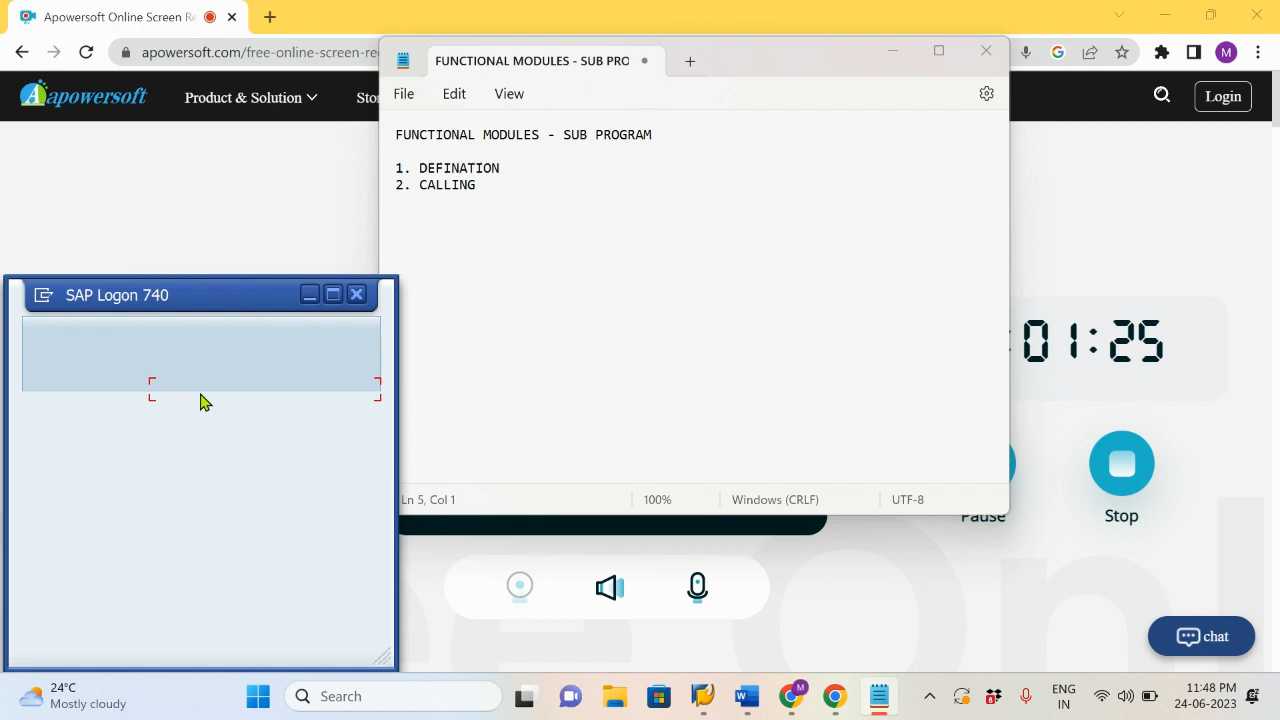 Apowersoft Online Screen Re
apowersoft.com/free-online-screen-re
M
FUNCTIONAL MODULES - SUB PRO
File Edit View
apowersoft
Product & Solution
Sto
Login
FUNCTIONAL MODULES - SUB PROGRAM
1. DEFINATION
2. CALLING
Ln 5, Col 1
100%
Windows (CRLF)
UTF-8
SAP Logon 740
:01:25
Pause
Stop
chat
24°C
Mostly cloudy
Search
M
ENG
IN
11:48 PM
24-06-2023